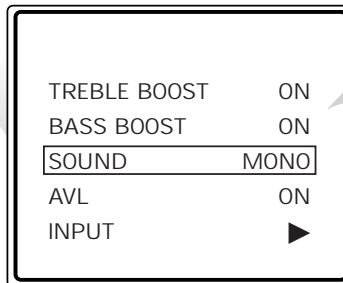 TREBLE BOOST ON
BASS BOOST ON
SOUND MONO
AVL ON
INPUT ▶